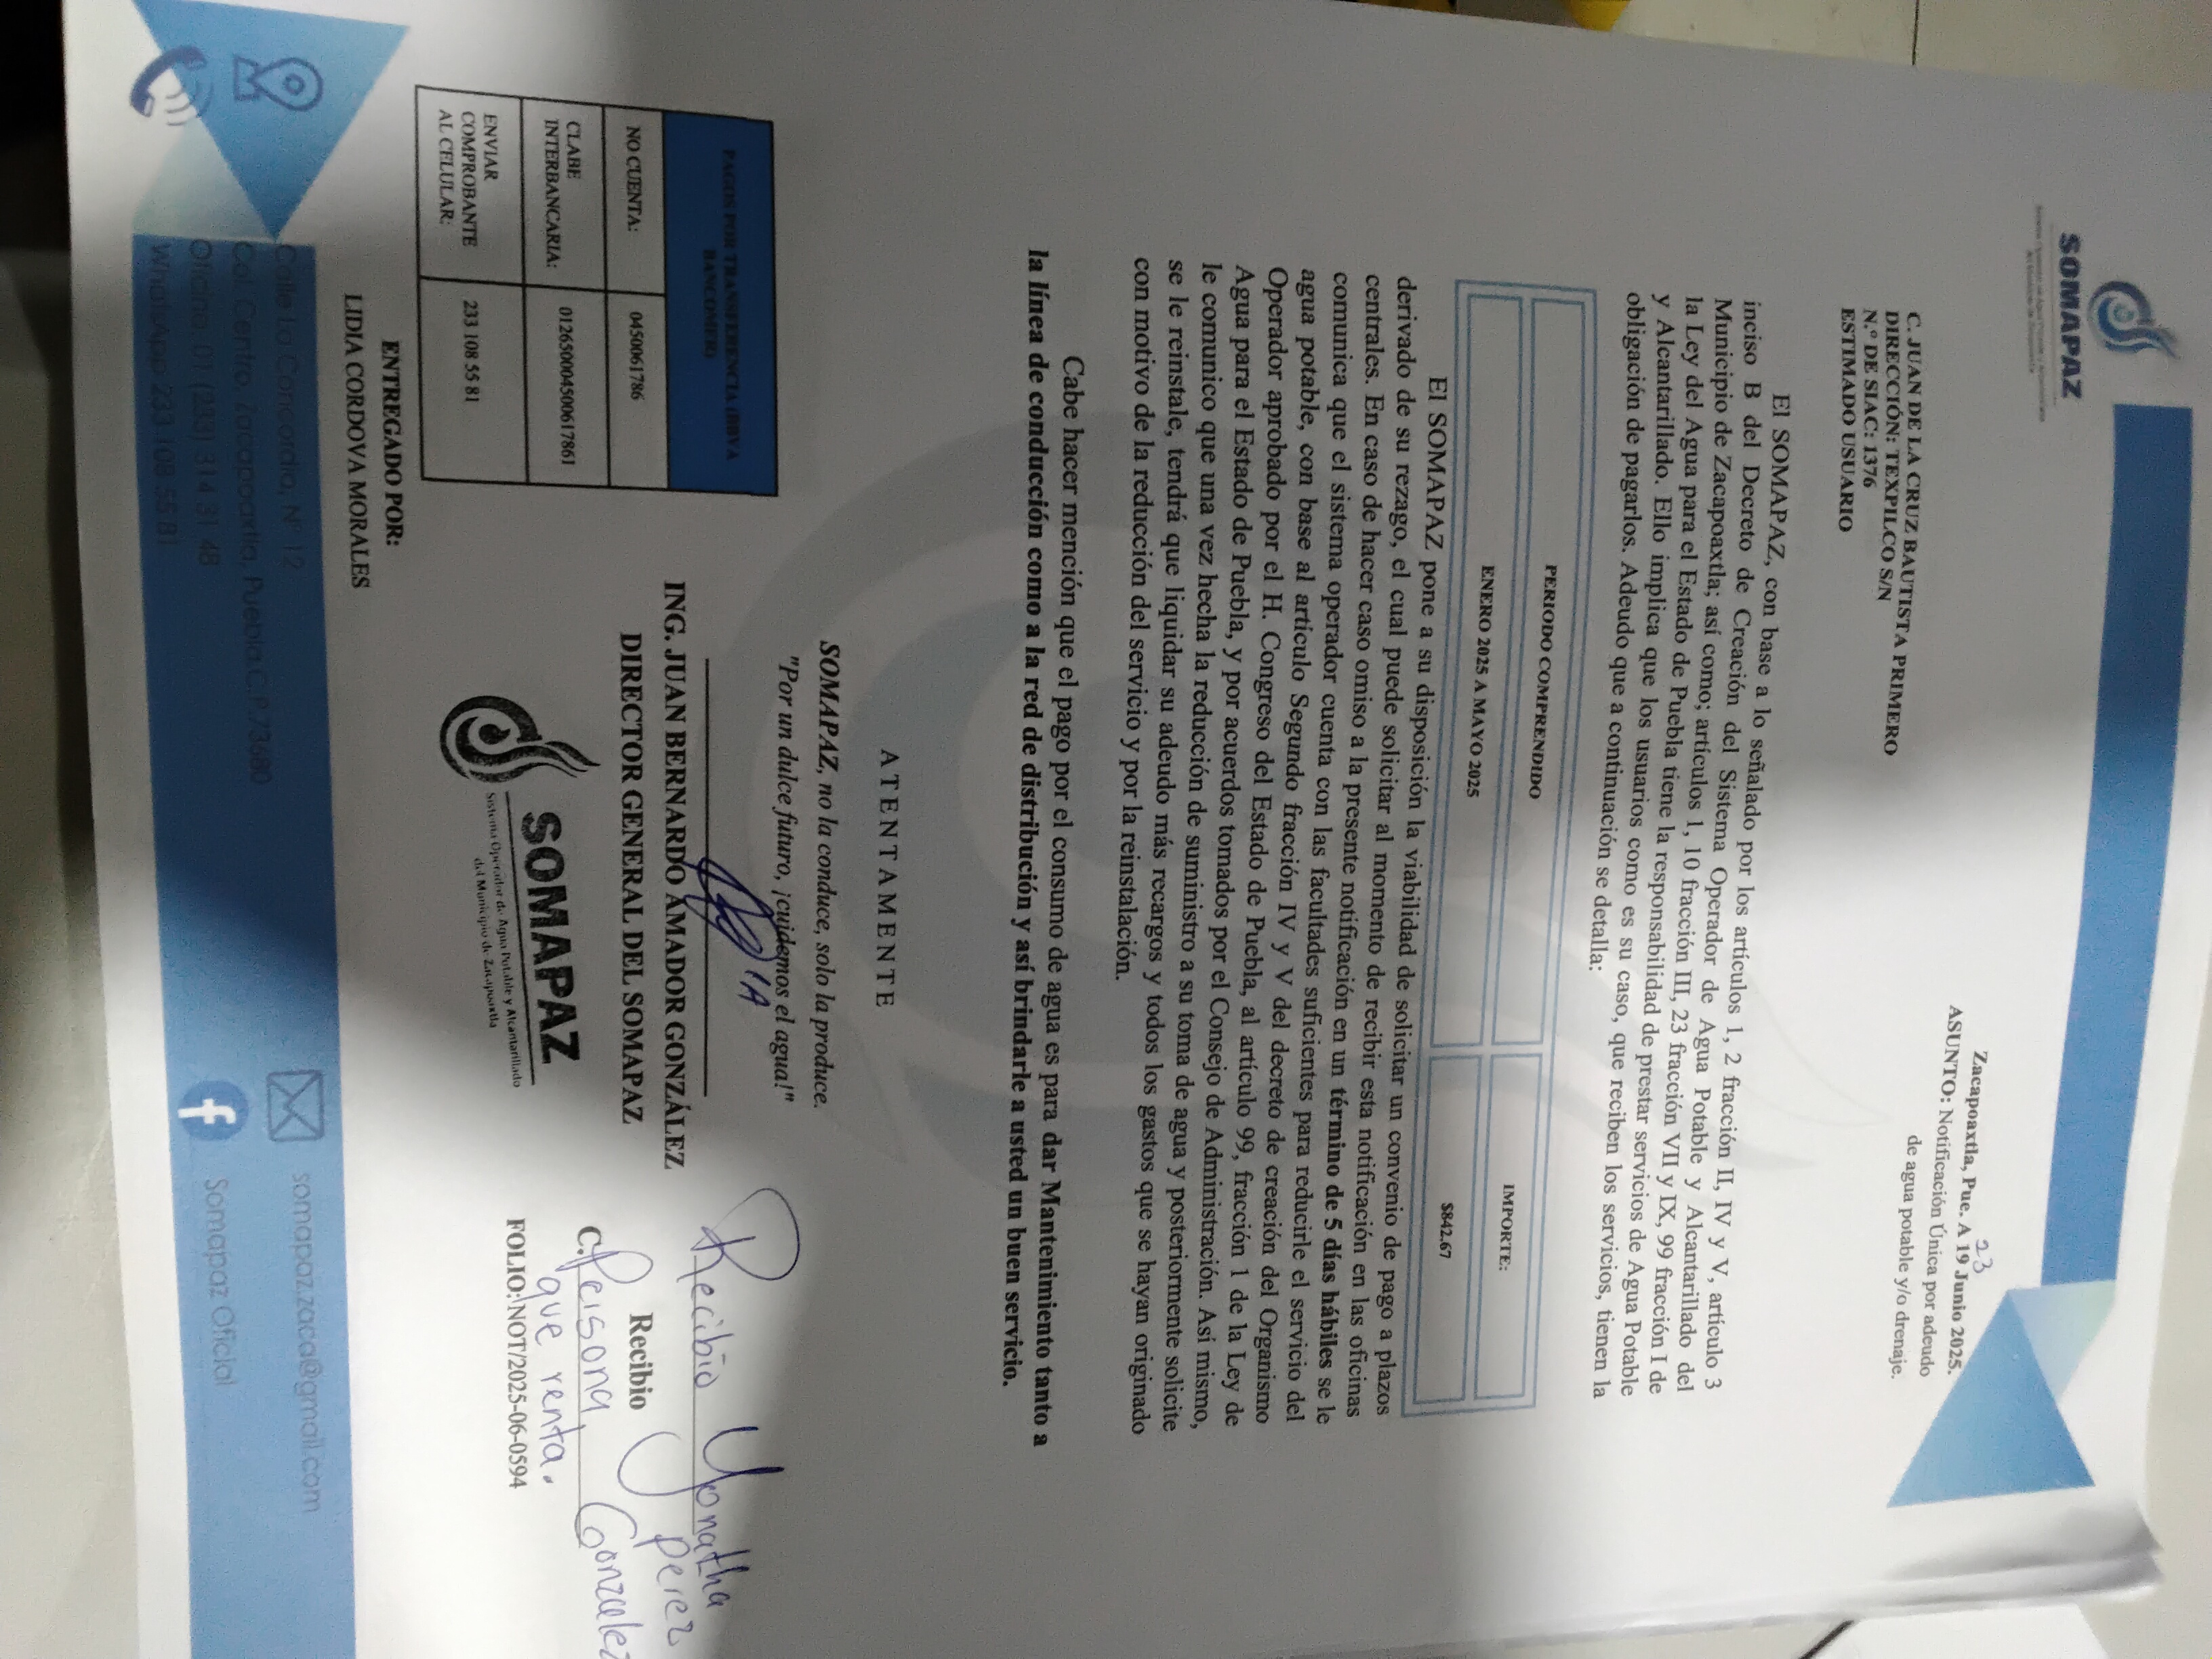 SOMAPAZ
Sistema Operador de Agua Potable y Alcantarillado
del Municipio de Zacapoaxtla
23
Zacapoaxtla, Pue. A 19 Junio 2025.
ASUNTO: Notificación Única por adeudo
de agua potable y/o drenaje.
C. JUAN DE LA CRUZ BAUTISTA PRIMERO
DIRECCIÓN: TEXPILCO S/N
N.º DE SIAC: 1376
ESTIMADO USUARIO
El SOMAPAZ, con base a lo señalado por los artículos 1, 2 fracción II, IV y V, artículo 3
inciso B del Decreto de Creación del Sistema Operador de Agua Potable y Alcantarillado del
Municipio de Zacapoaxtla; así como; artículos 1, 10 fracción III, 23 fracción VII y IX, 99 fracción I de
la Ley del Agua para el Estado de Puebla tiene la responsabilidad de prestar servicios de Agua Potable
y Alcantarillado. Ello implica que los usuarios como es su caso, que reciben los servicios, tienen la
obligación de pagarlos. Adeudo que a continuación se detalla:
PERIODO COMPRENDIDO
IMPORTE:
ENERO 2025 A MAYO 2025
$842.67
El SOMAPAZ pone a su disposición la viabilidad de solicitar un convenio de pago a plazos
derivado de su rezago, el cual puede solicitar al momento de recibir esta notificación en las oficinas
centrales. En caso de hacer caso omiso a la presente notificación en un término de 5 días hábiles se le
comunica que el sistema operador cuenta con las facultades suficientes para reducirle el servicio del
agua potable, con base al artículo Segundo fracción IV y V del decreto de creación del Organismo
Operador aprobado por el H. Congreso del Estado de Puebla, al artículo 99, fracción 1 de la Ley de
Agua para el Estado de Puebla, y por acuerdos tomados por el Consejo de Administración. Así mismo,
le comunico que una vez hecha la reducción de suministro a su toma de agua y posteriormente solicite
se le reinstale, tendrá que liquidar su adeudo más recargos y todos los gastos que se hayan originado
con motivo de la reducción del servicio y por la reinstalación.
Cabe hacer mención que el pago por el consumo de agua es para dar Mantenimiento tanto a
la línea de conducción como a la red de distribución y así brindarle a usted un buen servicio.
ATENTAMENTE
SOMAPAZ, no la conduce, solo la produce.
"Por un dulce futuro, ¡cuidemos el agua!"
ING. JUAN BERNARDO AMADOR GONZÁLEZ
DIRECTOR GENERAL DEL SOMAPAZ
SOMAPAZ
Sistema Operador de Agua Potable y Alcantarillado
del Municipio de Zacapoaxtla
Recibio Yonatha
Perez
Gonzalez
Recibio
C. Persona
que renta.
FOLIO: NOT/2025-06-0594
PAGOS POR TRANSFERENCIA (BBVA
BANCOMER)
NO CUENTA:
0450061786
CLABE
INTERBANCARIA:
012650004500617861
ENVIAR
COMPROBANTE
AL CELULAR:
233 108 55 81
ENTREGADO POR:
LIDIA CORDOVA MORALES
Calle La Concordia, Nº 12
Col. Centro, Zacapoaxtla, Puebla.C.P.73680
Oficina. 01 (233) 314 31 48
WhatsApp 233 108 55 81
somapaz.zaca@gmail.com
Somapaz Oficial